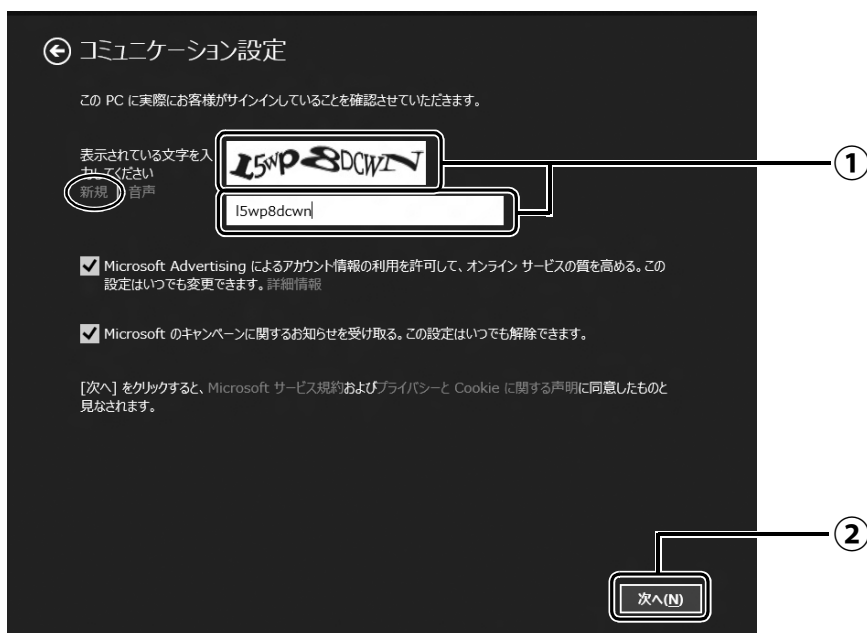 コミュニケーション設定
この PC に実際にお客様がサインインしていることを確認させていただきます。
表示されている文字を入
力してください
新規 音声
L5WP8DCWIN
l5wp8dcwn
①
Microsoft Advertising によるアカウント情報の利用を許可して、オンライン サービスの質を高める。この
設定はいつでも変更できます。詳細情報
Microsoft のキャンペーンに関するお知らせを受け取る。この設定はいつでも解除できます。
[次へ] をクリックすると、Microsoft サービス規約およびプライバシーと Cookie に関する声明に同意したものと
見なされます。
②
次へ(N)